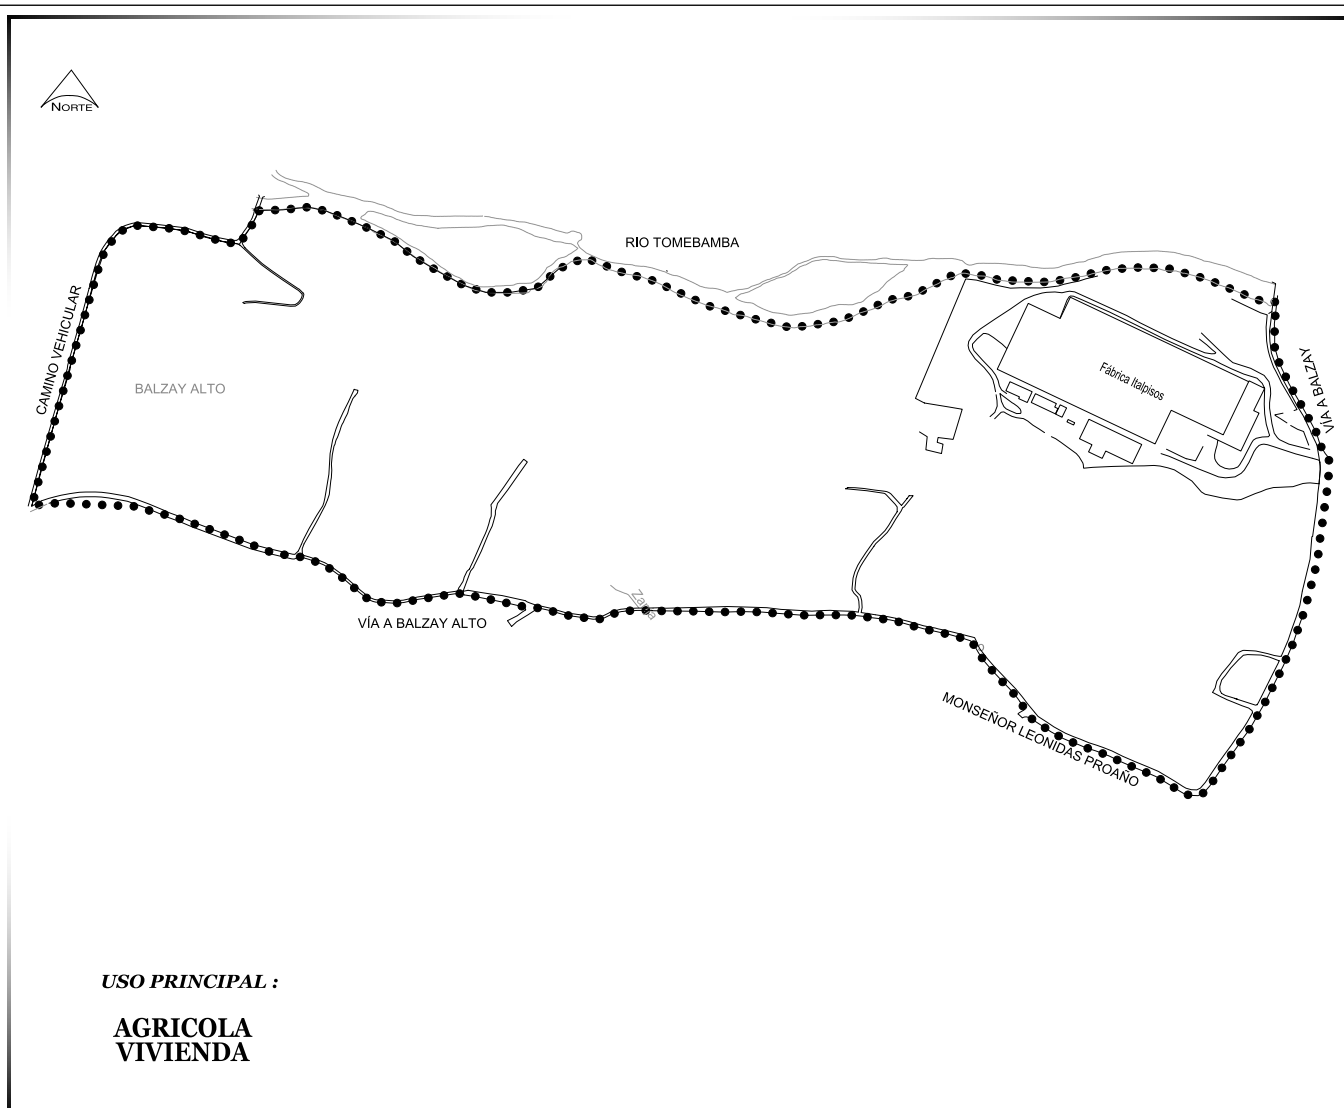 NORTE
RIO TOMEBAMBA
CAMINO VEHICULAR
BALZAY ALTO
Fábrica Italpisos
VÍA A BALZAY
VÍA A BALZAY ALTO
MONSEÑOR LEONIDAS PROAÑO
USO PRINCIPAL :
AGRICOLA
VIVIENDA